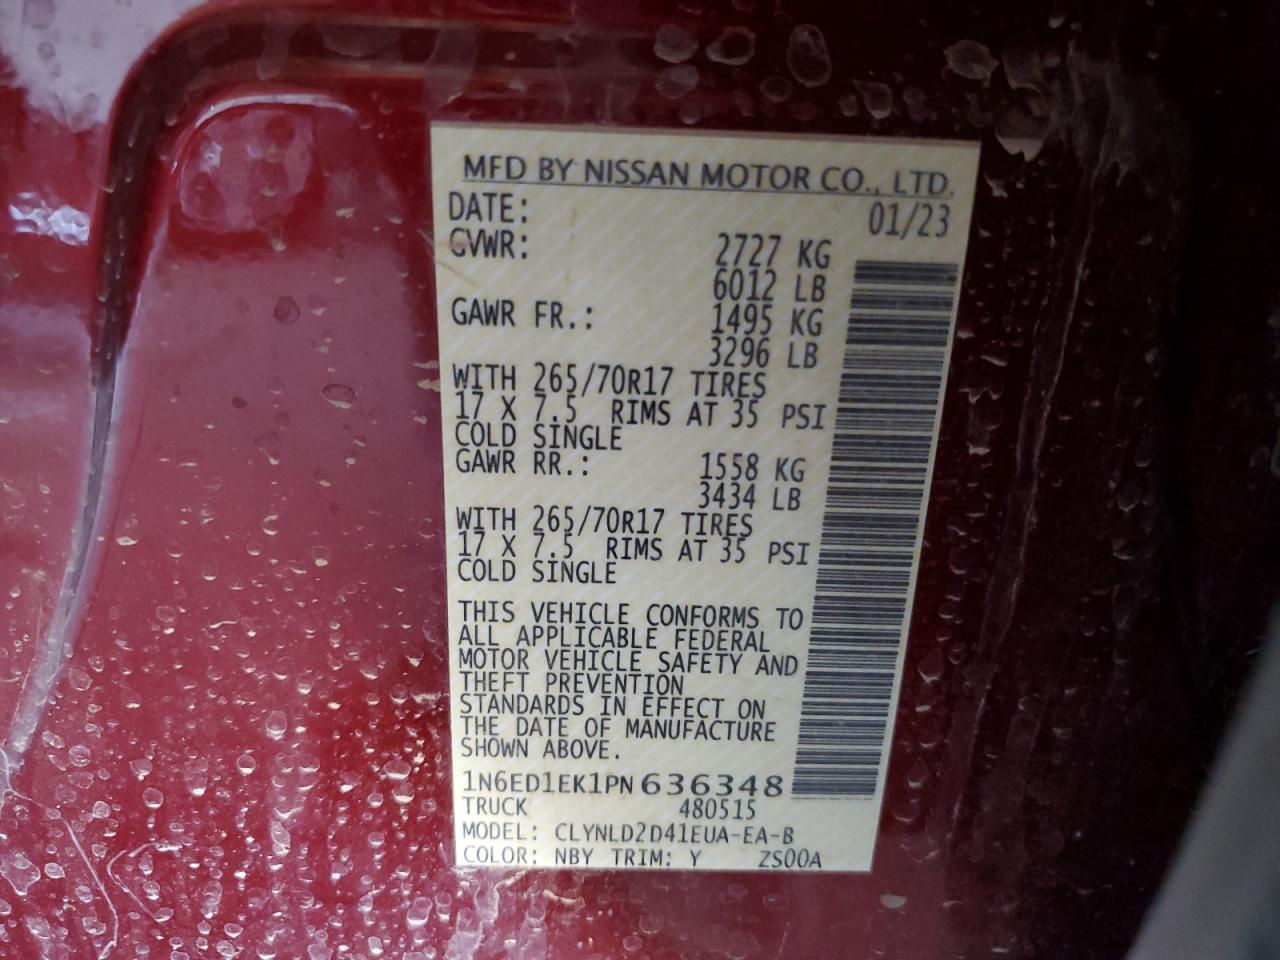 MFD BY NISSAN MOTOR CO., LTD.
DATE: 01/23
GVWR: 2727 KG
6012 LB
GAWR FR.: 1495 KG
3296 LB
WITH 265/70R17 TIRES
17 X 7.5 RIMS AT 35 PSI
COLD SINGLE
GAWR RR.: 1558 KG
3434 LB
WITH 265/70R17 TIRES
17 X 7.5 RIMS AT 35 PSI
COLD SINGLE
THIS VEHICLE CONFORMS TO
ALL APPLICABLE FEDERAL
MOTOR VEHICLE SAFETY AND
THEFT PREVENTION
STANDARDS IN EFFECT ON
THE DATE OF MANUFACTURE
SHOWN ABOVE.
1N6ED1EK1PN636348
TRUCK 480515
MODEL: CLYNLD2D41EUA-EA-B
COLOR: NBY TRIM: Y ZS00A